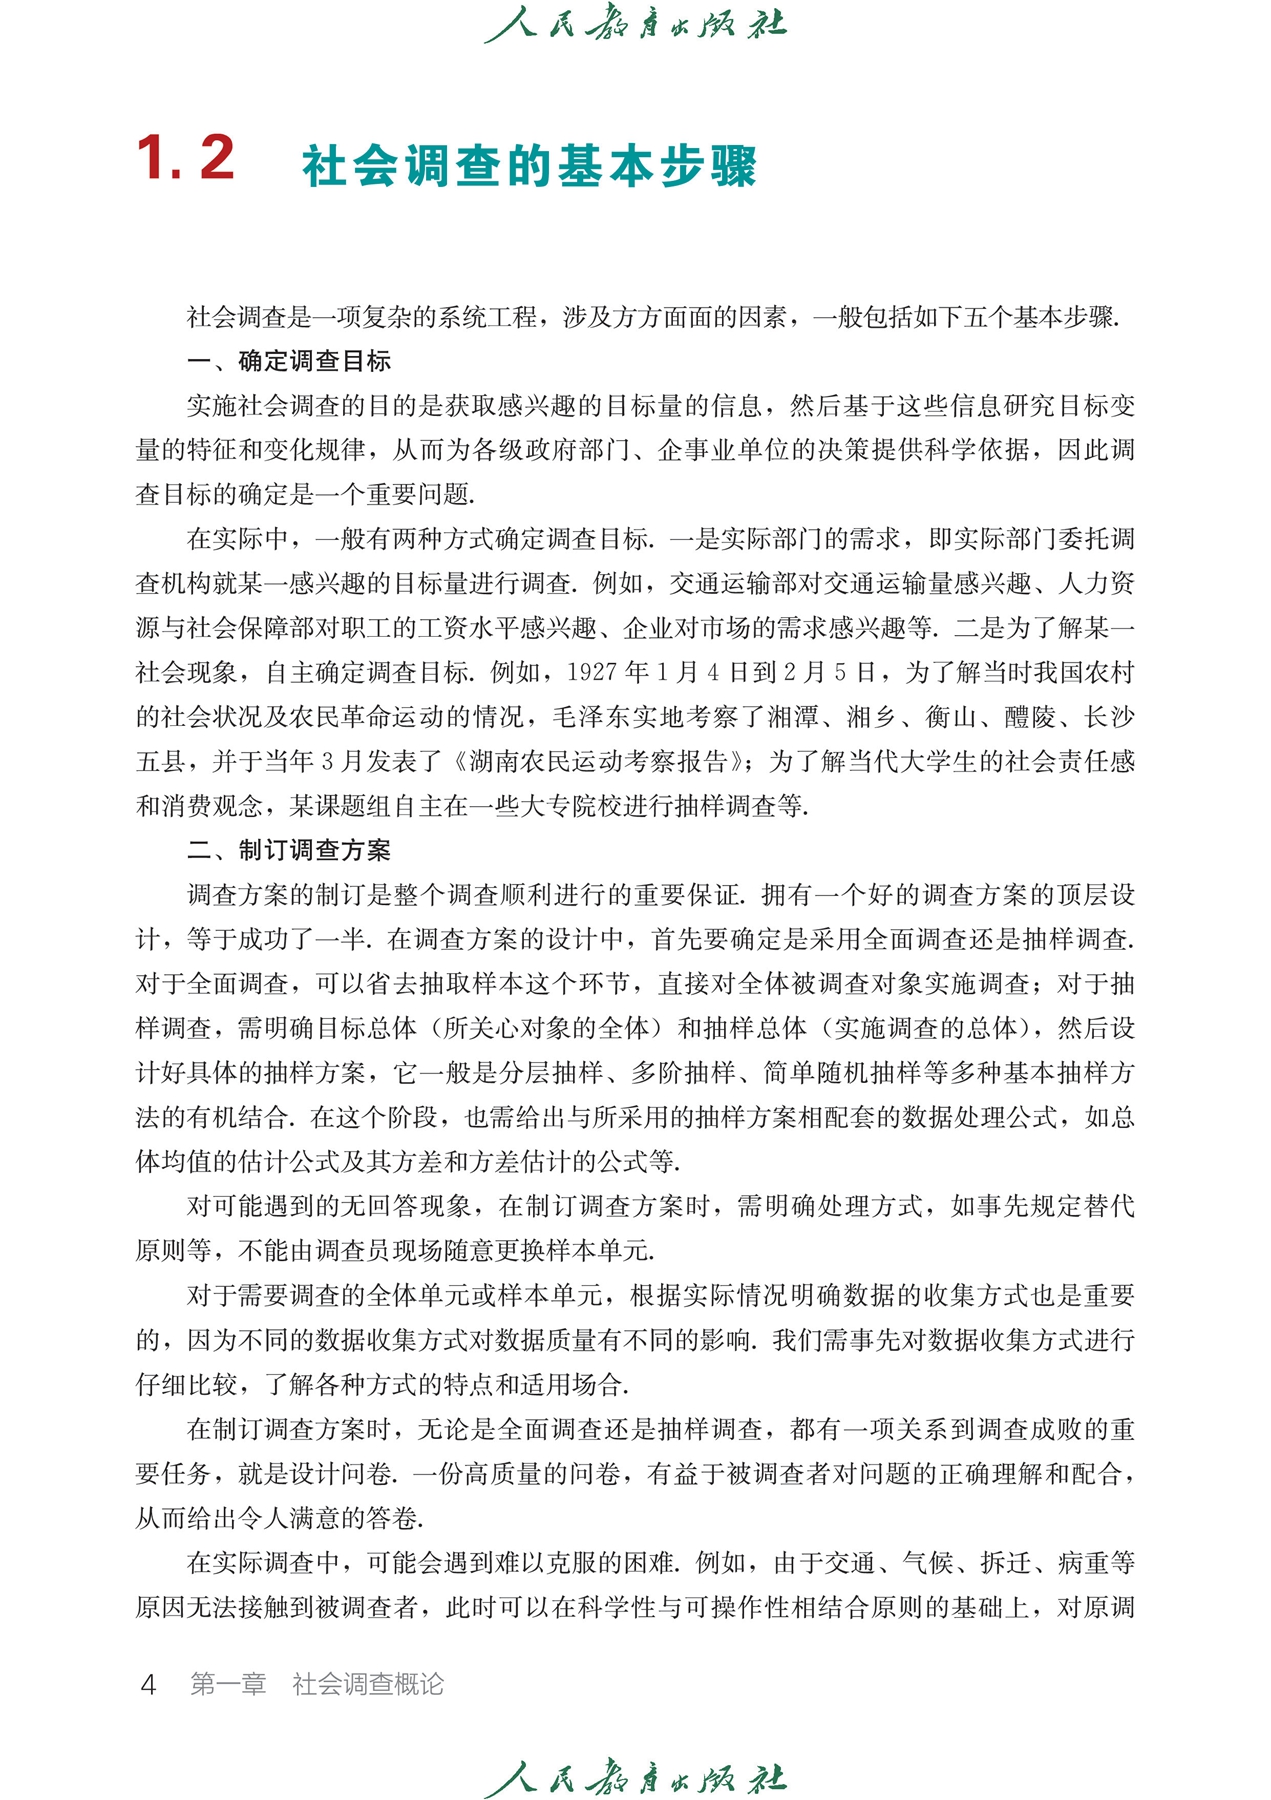 人民教育出版社
1.2 社会调查的基本步骤
社会调查是一项复杂的系统工程，涉及方方面面的因素，一般包括如下五个基本步骤.
一、确定调查目标
实施社会调查的目的是获取感兴趣的目标量的信息，然后基于这些信息研究目标变
量的特征和变化规律，从而为各级政府部门、企事业单位的决策提供科学依据，因此调
查目标的确定是一个重要问题.
在实际中，一般有两种方式确定调查目标. 一是实际部门的需求，即实际部门委托调
查机构就某一感兴趣的目标量进行调查. 例如，交通运输部对交通运输量感兴趣、人力资
源与社会保障部对职工的工资水平感兴趣、企业对市场的需求感兴趣等. 二是为了解某一
社会现象，自主确定调查目标. 例如，1927 年 1 月 4 日到 2 月 5 日，为了解当时我国农村
的社会状况及农民革命运动的情况，毛泽东实地考察了湘潭、湘乡、衡山、醴陵、长沙
五县，并于当年 3 月发表了《湖南农民运动考察报告》；为了解当代大学生的社会责任感
和消费观念，某课题组自主在一些大专院校进行抽样调查等.
二、制订调查方案
调查方案的制订是整个调查顺利进行的重要保证. 拥有一个好的调查方案的顶层设
计，等于成功了一半. 在调查方案的设计中，首先要确定是采用全面调查还是抽样调查.
对于全面调查，可以省去抽取样本这个环节，直接对全体被调查对象实施调查；对于抽
样调查，需明确目标总体（所关心对象的全体）和抽样总体（实施调查的总体），然后设
计好具体的抽样方案，它一般是分层抽样、多阶抽样、简单随机抽样等多种基本抽样方
法的有机结合. 在这个阶段，也需给出与所采用的抽样方案相配套的数据处理公式，如总
体均值的估计公式及其方差和方差估计的公式等.
对可能遇到的无回答现象，在制订调查方案时，需明确处理方式，如事先规定替代
原则等，不能由调查员现场随意更换样本单元.
对于需要调查的全体单元或样本单元，根据实际情况明确数据的收集方式也是重要
的，因为不同的数据收集方式对数据质量有不同的影响. 我们需事先对数据收集方式进行
仔细比较，了解各种方式的特点和适用场合.
在制订调查方案时，无论是全面调查还是抽样调查，都有一项关系到调查成败的重
要任务，就是设计问卷. 一份高质量的问卷，有益于被调查者对问题的正确理解和配合，
从而给出令人满意的答卷.
在实际调查中，可能会遇到难以克服的困难. 例如，由于交通、气候、拆迁、病重等
原因无法接触到被调查者，此时可以在科学性与可操作性相结合原则的基础上，对原调
4 第一章 社会调查概论
人民教育出版社